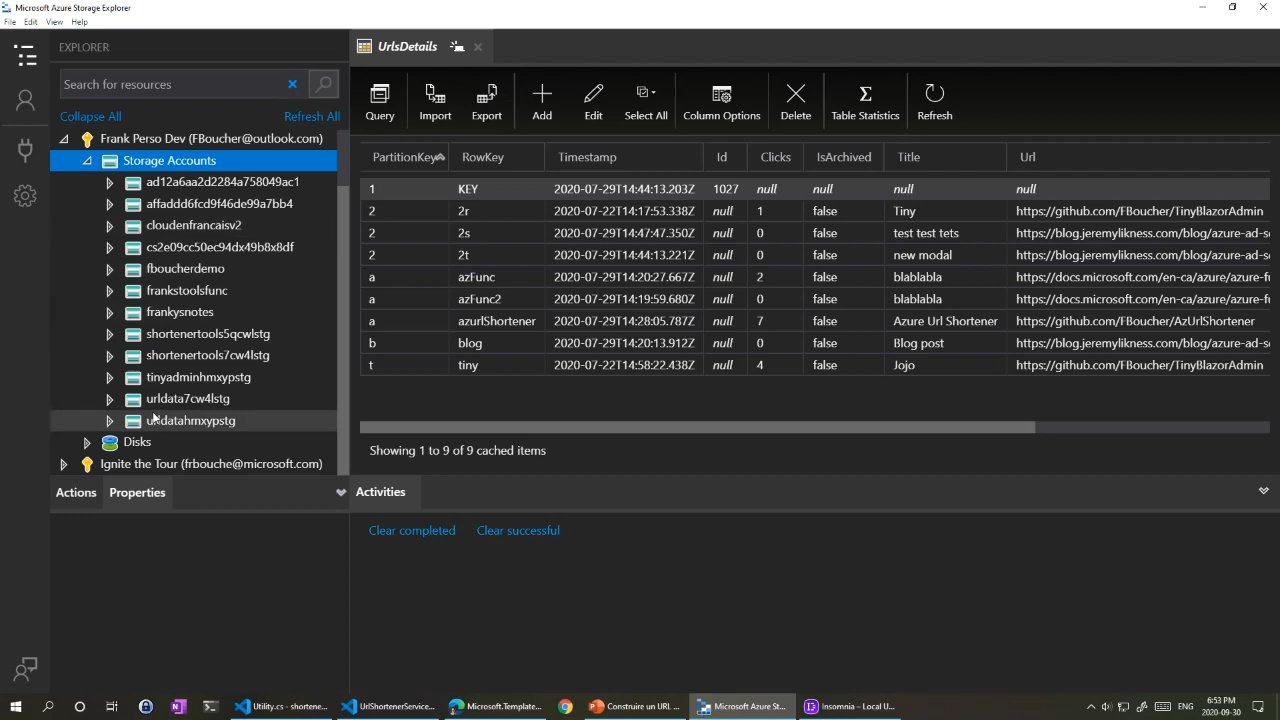 Microsoft Azure Storage Explorer
File Edit View Help
EXPLORER
Search for resources
Collapse All Refresh All
Frank Perso Dev (FBoucher@outlook.com)
Storage Accounts
ad12a6aa2d2284a758049ac1
affaddd6fcd9f46de99a7bb4
cloudenfrancaisv2
cs2e09cc50ec94dx49b8x8df
fboucherdemo
frankstoolsfunc
frankysnotes
shortenertools5qcwlstg
shortenertools7cw4lstg
tinyadminhmxypstg
urldata7cw4lstg
urldatahmxypstg
Disks
Ignite the Tour (frbouche@microsoft.com)
Actions Properties
UrlsDetails
Query Import Export Add Edit Select All Column Options Delete Table Statistics Refresh
PartitionKey RowKey Timestamp Id Clicks IsArchived Title Url
1 KEY 2020-07-29T14:44:13.203Z 1027 null null null null
2 2r 2020-07-22T14:17:53.338Z null 1 false Tiny https://github.com/FBoucher/TinyBlazorAdmin
2 2s 2020-07-29T14:47:47.350Z null 0 false test test tets https://blog.jeremylikness.com/blog/azure-ad-s
2 2t 2020-07-29T14:44:13.221Z null 0 false new modal https://blog.jeremylikness.com/blog/azure-ad-s
a azFunc 2020-07-29T14:20:27.667Z null 2 false blablabla https://docs.microsoft.com/en-ca/azure/azure-f
a azFunc2 2020-07-29T14:19:59.680Z null 0 false blablabla https://docs.microsoft.com/en-ca/azure/azure-f
a azurlShortener 2020-07-29T14:28:05.787Z null 7 false Azure Url Shortener https://github.com/FBoucher/AzUrlShortener
b blog 2020-07-29T14:20:13.912Z null 0 false Blog post https://blog.jeremylikness.com/blog/azure-ad-s
t tiny 2020-07-22T14:58:22.438Z null 4 false Jojo https://github.com/FBoucher/TinyBlazorAdmin
Showing 1 to 9 of 9 cached items
Activities
Clear completed Clear successful
Utility.cs - shortene... UrlShortenerService... Microsoft.Template... Construire un URL ... Microsoft Azure St... Insomnia – Local U... ENG 6:53 PM
2020-09-30